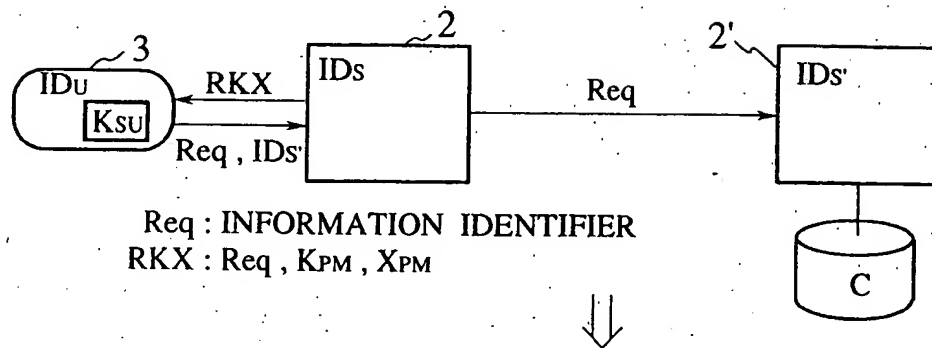 3
2
2'
IDU
KSU
RKX
Req , IDS'
IDS
Req
IDS'
Req : INFORMATION IDENTIFIER
RKX : Req , KPM , XPM
C